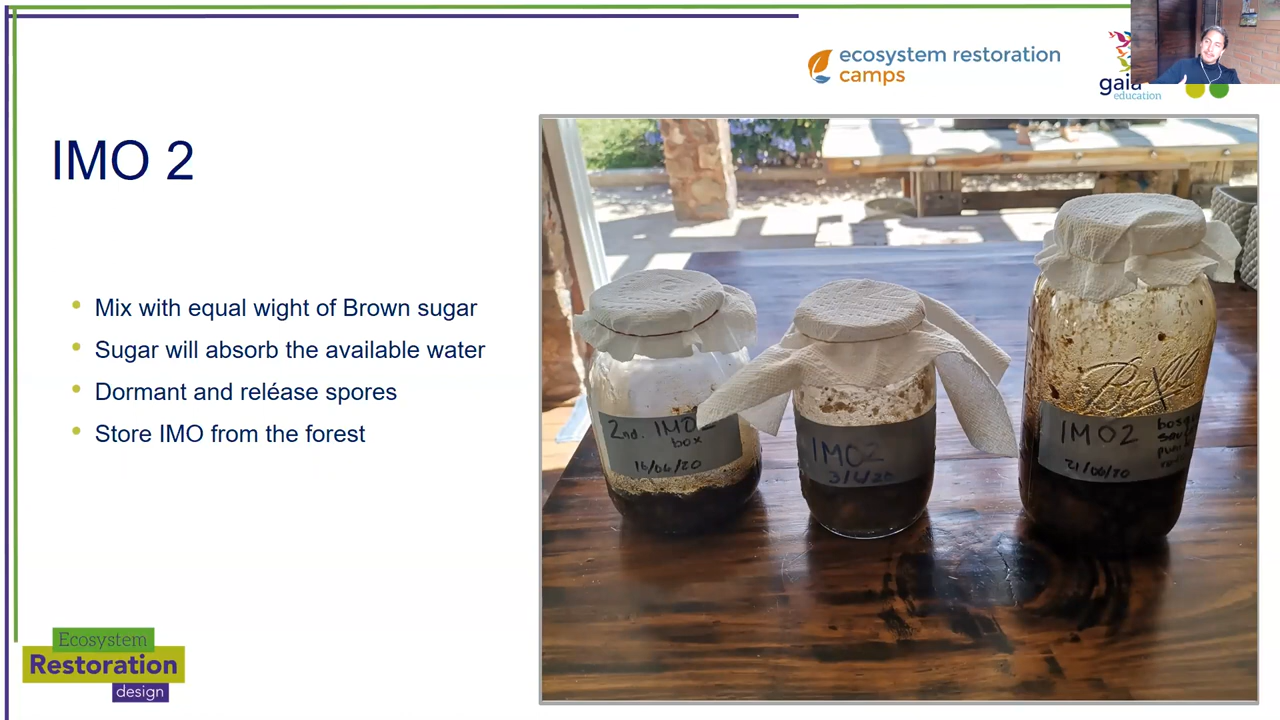 ecosystem restoration
camps
gaia
education
IMO 2
Mix with equal wight of Brown sugar
Sugar will absorb the available water
Dormant and reléase spores
Store IMO from the forest
2nd. IMO2
box
16/06/20
IMO2
3/4/20
Ball
IMO2
21/06/20
Ecosystem
Restoration
design